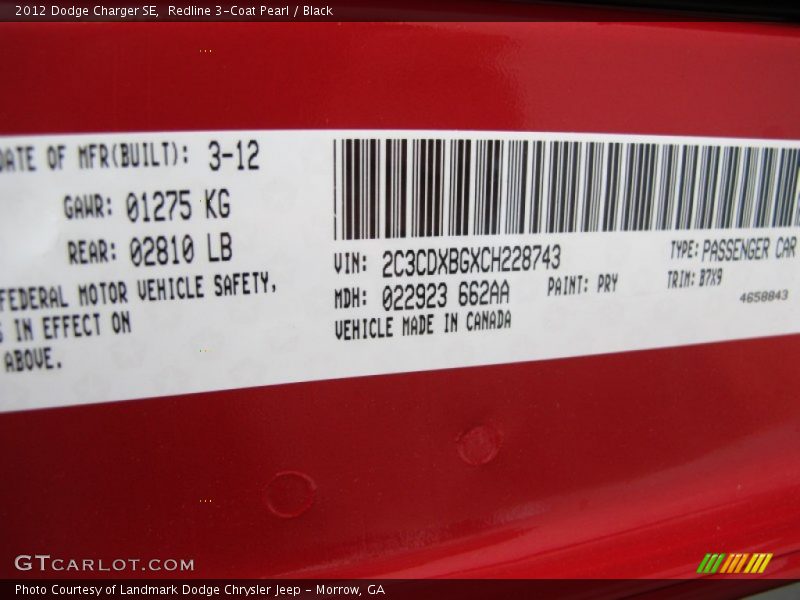 2012 Dodge Charger SE, Redline 3-Coat Pearl / Black
DATE OF MFR(BUILT): 3-12
GAWR: 01275 KG
REAR: 02810 LB
FEDERAL MOTOR VEHICLE SAFETY,
IN EFFECT ON
ABOVE.
VIN: 2C3CDXBGXCH228743
TYPE: PASSENGER CAR
MDH: 022923 662AA
PAINT: PRY
TRIM: B7X9
VEHICLE MADE IN CANADA
4658843
GTCARLOT.COM
Photo Courtesy of Landmark Dodge Chrysler Jeep - Morrow, GA